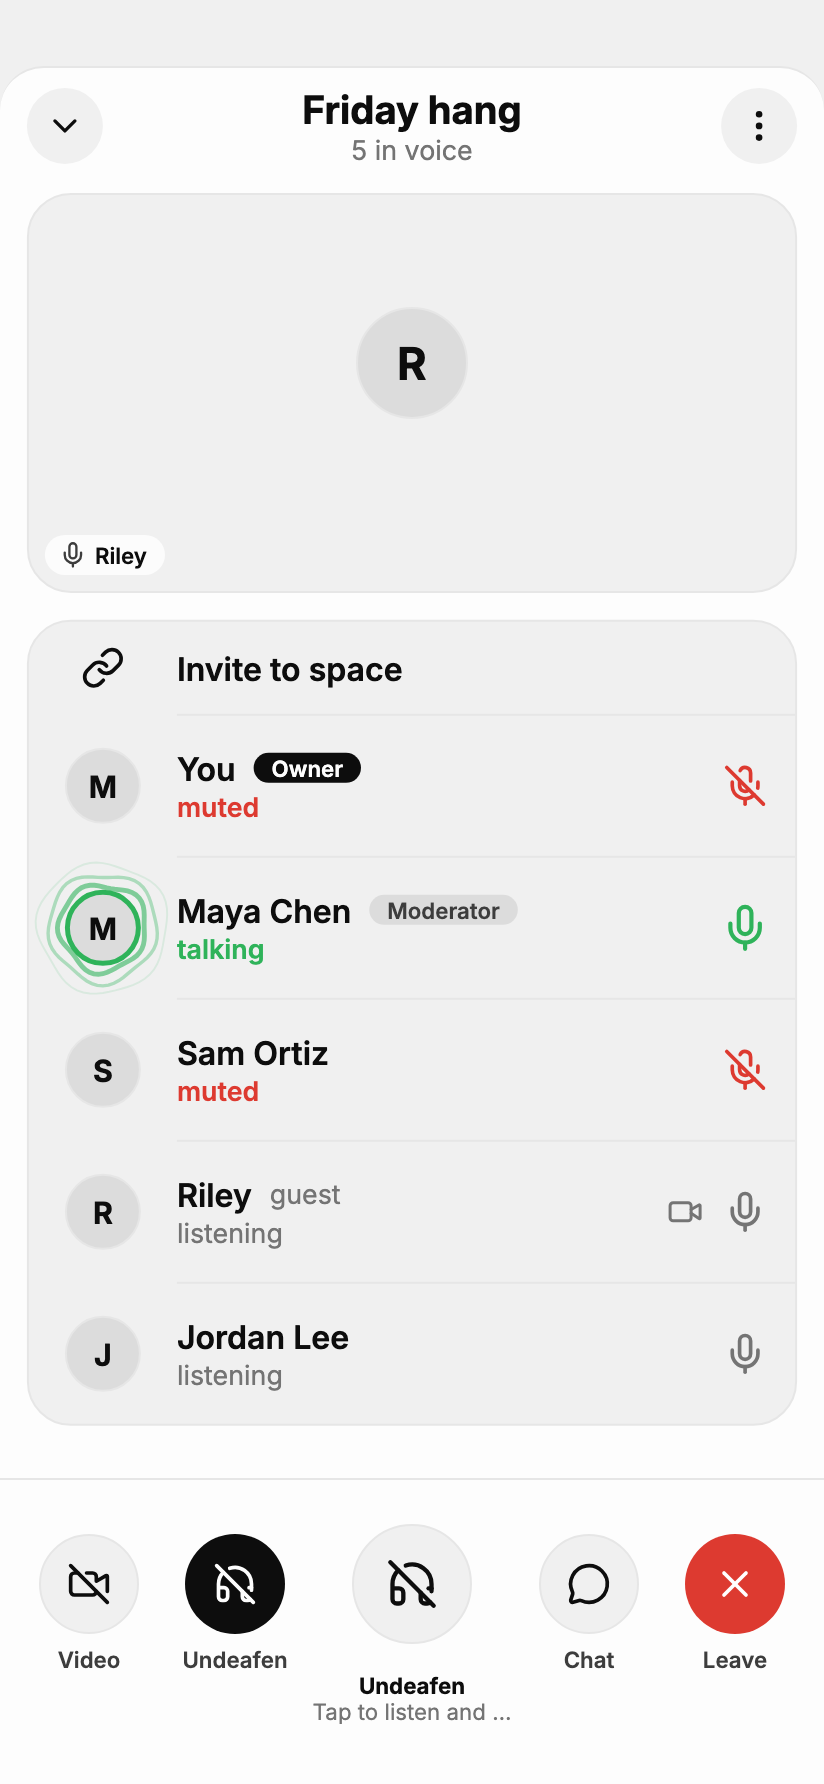 Friday hang
5 in voice
R
Riley
Invite to space
M
You Owner
muted
M
Maya Chen Moderator
talking
S
Sam Ortiz
muted
R
Riley guest
listening
J
Jordan Lee
listening
Video
Undeafen
Undeafen
Tap to listen and ...
Chat
Leave